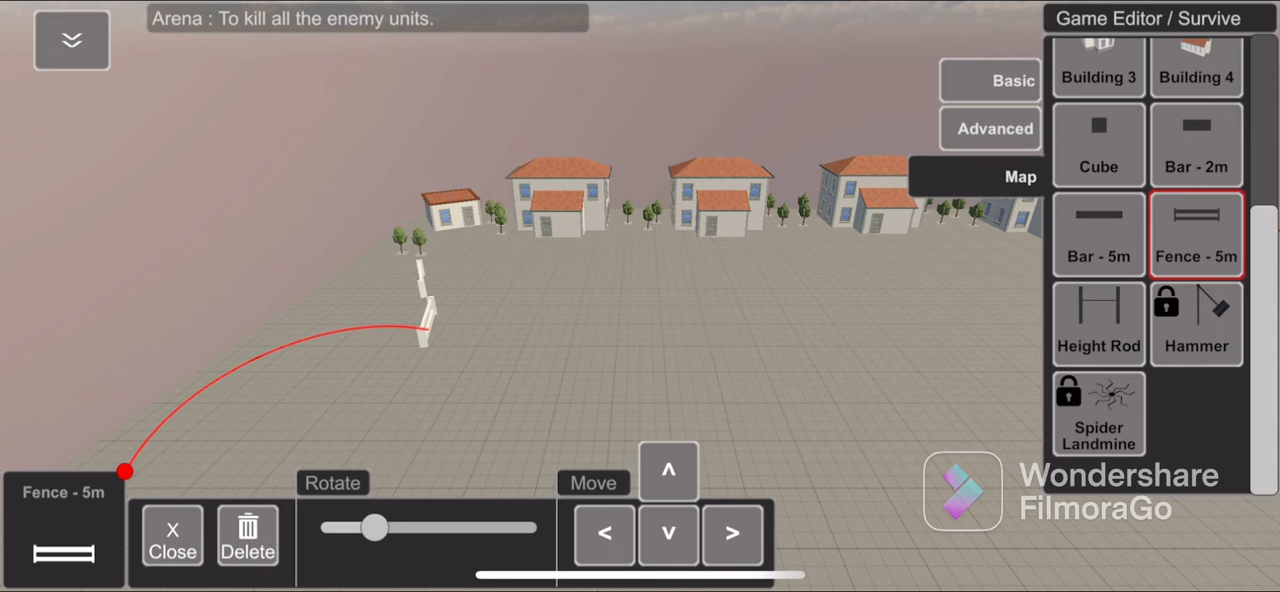 Arena : To kill all the enemy units.
Game Editor / Survive
Basic
Advanced
Map
Building 3
Building 4
Cube
Bar - 2m
Bar - 5m
Fence - 5m
Height Rod
Hammer
Spider
Landmine
Fence - 5m
X
Close
Delete
Rotate
Move
^
<
v
>
Wondershare
FilmoraGo